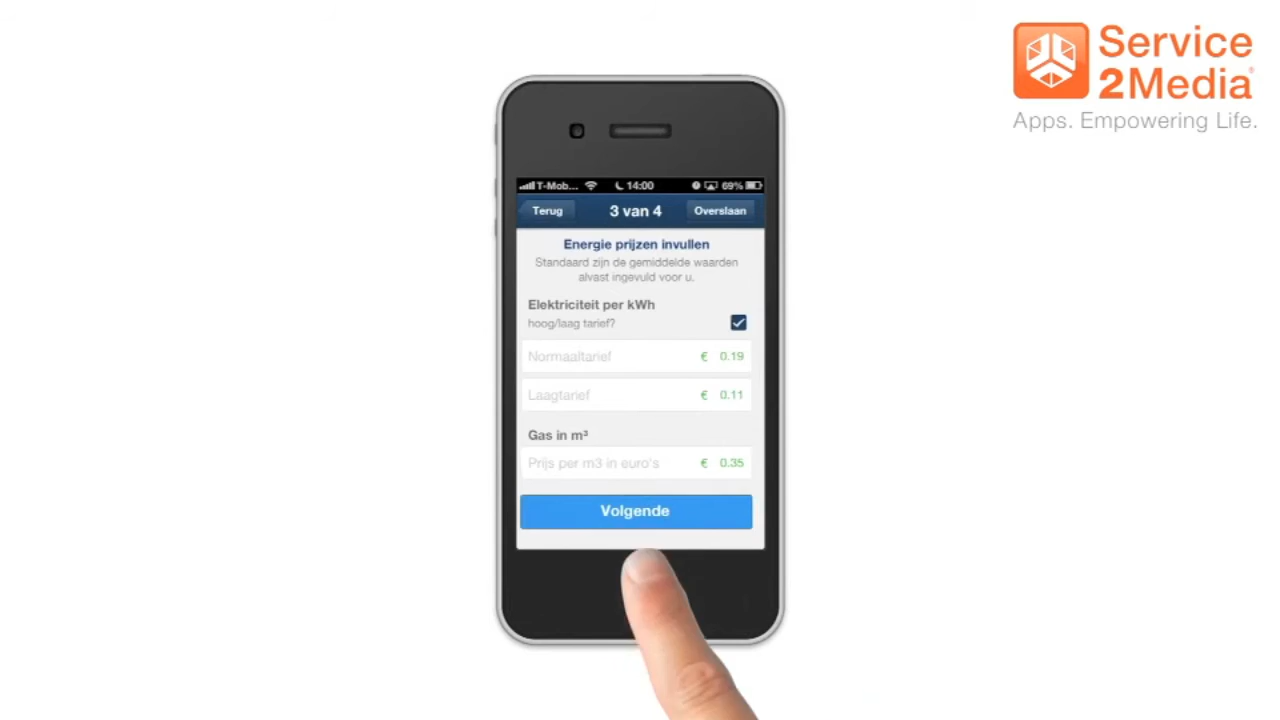 Service
2Media
Apps. Empowering Life.
T-Mob... 14:00 69%
Terug 3 van 4 Overslaan
Energie prijzen invullen
Standaard zijn de gemiddelde waarden
alvast ingevuld voor u.
Elektriciteit per kWh
hoog/laag tarief?
Normaaltarief € 0.19
Laagtarief € 0.11
Gas in m³
Prijs per m3 in euro's € 0.35
Volgende